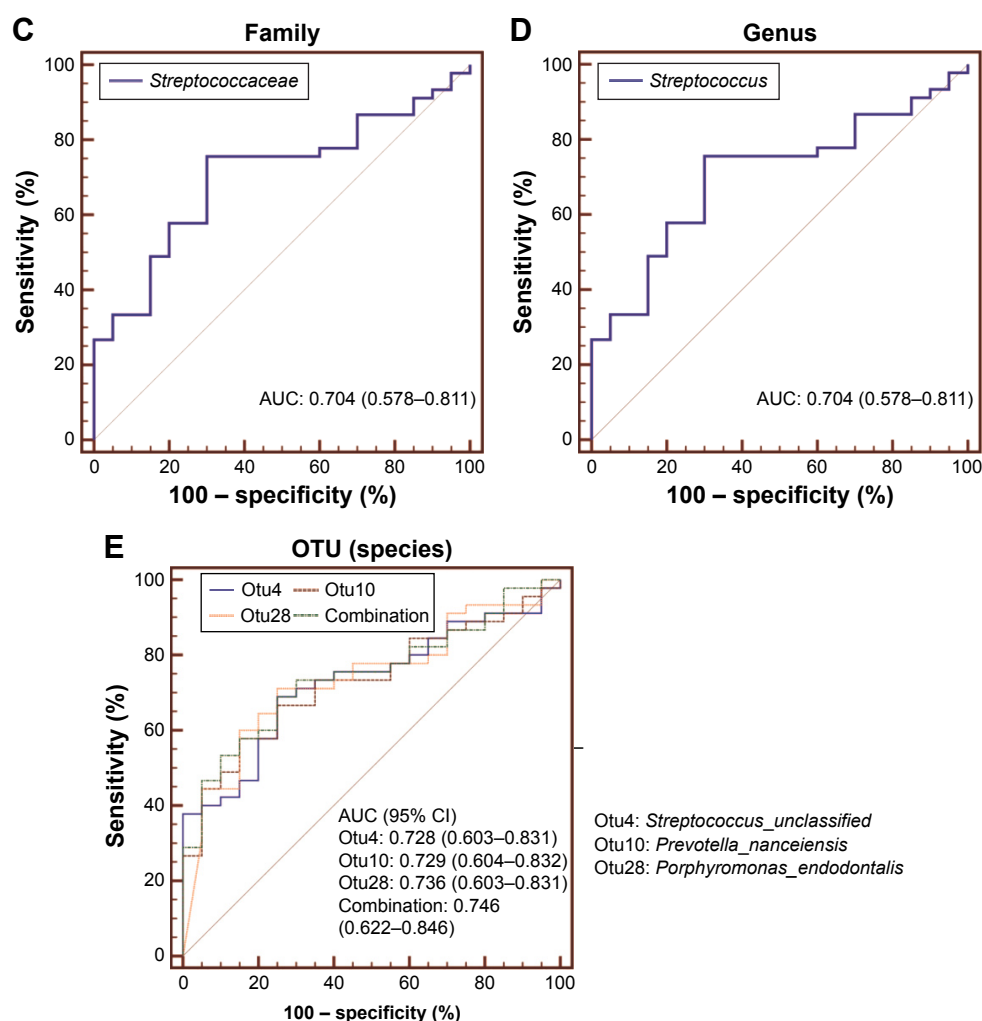 C
Family
Streptococcaceae
100
80
60
40
20
0
Sensitivity (%)
AUC: 0.704 (0.578–0.811)
0 20 40 60 80 100
100 – specificity (%)
D
Genus
Streptococcus
100
80
60
40
20
0
Sensitivity (%)
AUC: 0.704 (0.578–0.811)
0 20 40 60 80 100
100 – specificity (%)
E
OTU (species)
Otu4 Otu10
Otu28 Combination
100
80
60
40
20
0
Sensitivity (%)
AUC (95% CI)
Otu4: 0.728 (0.603–0.831)
Otu10: 0.729 (0.604–0.832)
Otu28: 0.736 (0.603–0.831)
Combination: 0.746
(0.622–0.846)
0 20 40 60 80 100
100 – specificity (%)
–
Otu4: Streptococcus_unclassified
Otu10: Prevotella_nanceiensis
Otu28: Porphyromonas_endodontalis